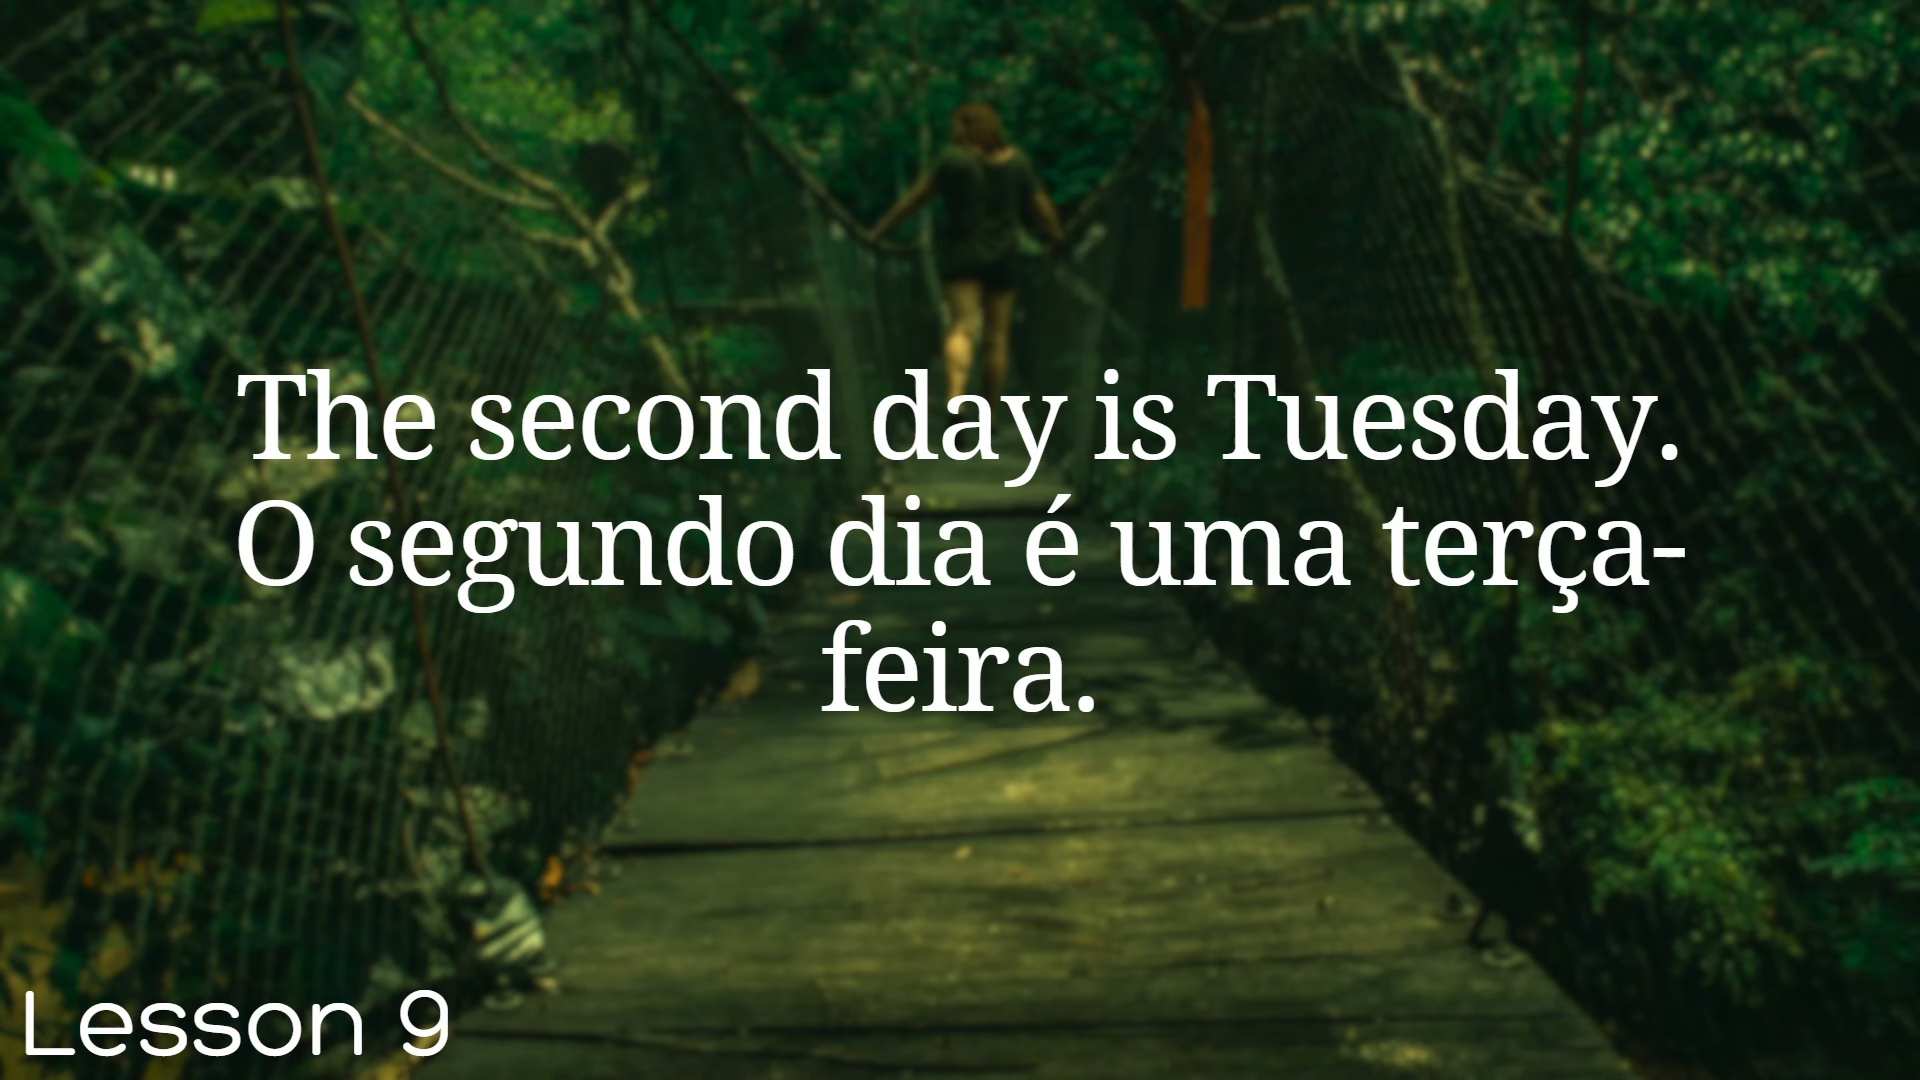 The second day is Tuesday.
O segundo dia é uma terça-
feira.
Lesson 9